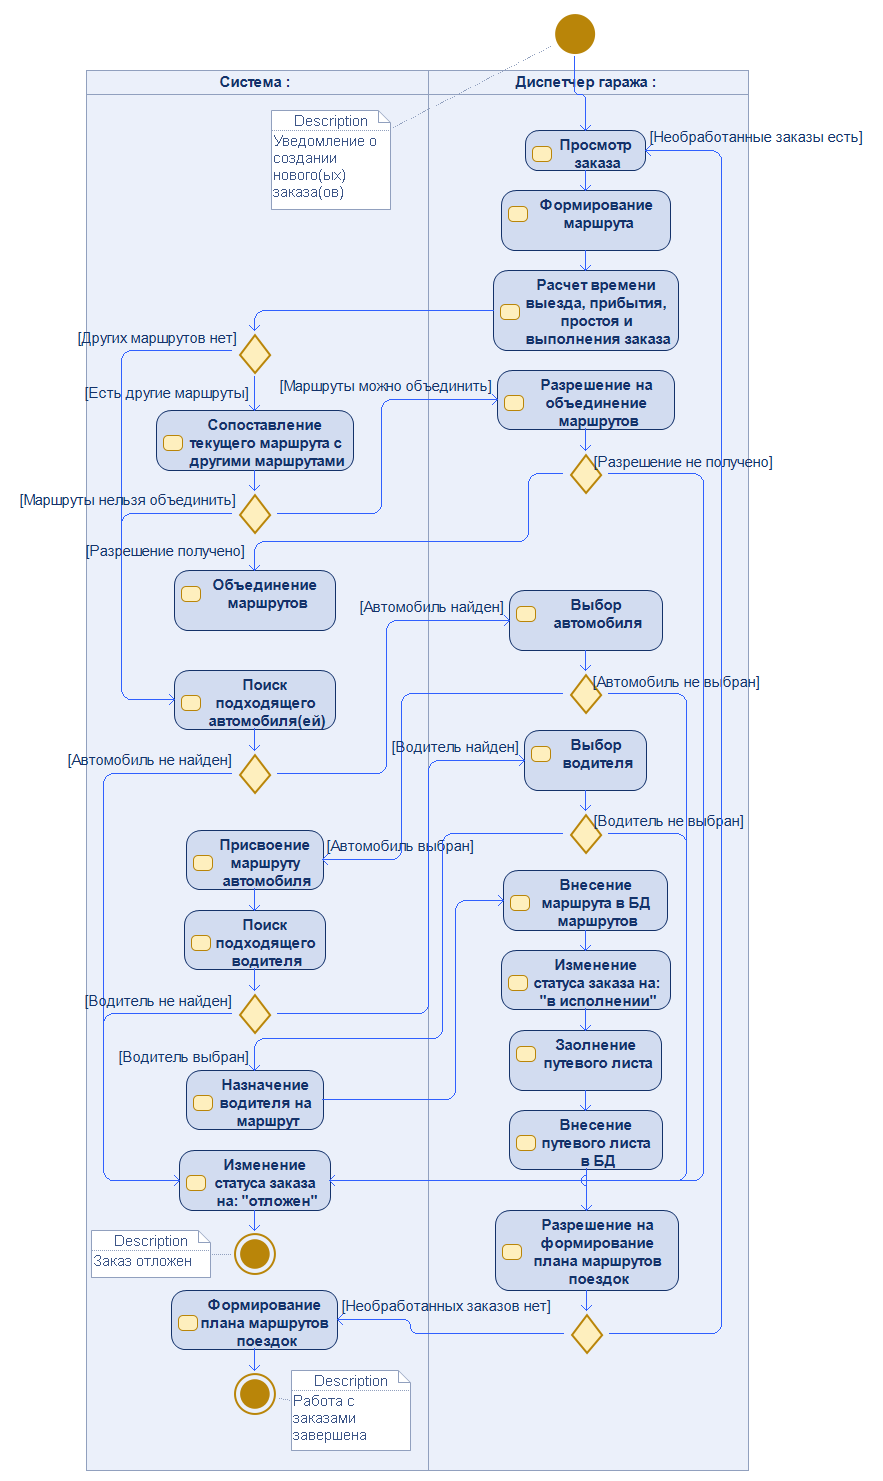 Система :
Диспетчер гаража :
Description
Уведомление о
создании
нового(ых)
заказа(ов)
Просмотр
заказа
[Необработанные заказы есть]
Формирование
маршрута
Расчет времени
выезда, прибытия,
простоя и
выполнения заказа
[Других маршрутов нет]
[Есть другие маршруты]
[Маршруты можно объединить]
Разрешение на
объединение
маршрутов
Сопоставление
текущего маршрута с
другими маршрутами
[Разрешение не получено]
[Маршруты нельзя объединить]
[Разрешение получено]
Объединение
маршрутов
[Автомобиль найден]
Выбор
автомобиля
Поиск
подходящего
автомобиля(ей)
[Автомобиль не выбран]
[Автомобиль не найден]
[Водитель найден]
Выбор
водителя
[Водитель не выбран]
Присвоение
маршруту
автомобиля
[Автомобиль выбран]
Внесение
маршрута в БД
маршрутов
Поиск
подходящего
водителя
Изменение
статуса заказа на:
"в исполнении"
[Водитель не найден]
Заолнение
путевого листа
[Водитель выбран]
Назначение
водителя на
маршрут
Внесение
путевого листа
в БД
Изменение
статуса заказа
на: "отложен"
Description
Заказ отложен
Разрешение на
формирование
плана маршрутов
поездок
Формирование
плана маршрутов
поездок
[Необработанных заказов нет]
Description
Работа с
заказами
завершена